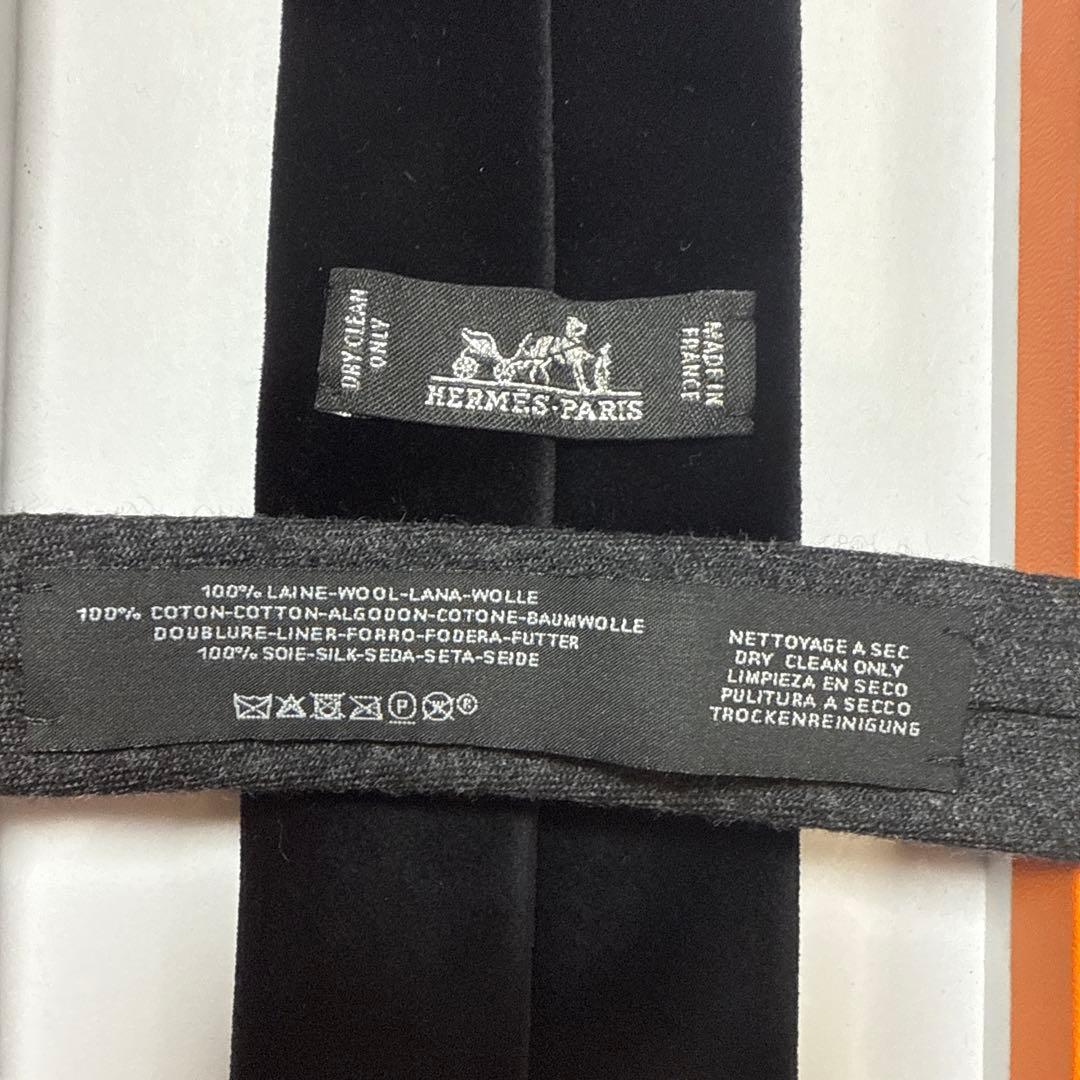 DRY CLEAN
ONLY
HERMÈS-PARIS
MADE IN
FRANCE
100% LAINE-WOOL-LANA-WOLLE
100% COTON-COTTON-ALGODON-COTONE-BAUMWOLLE
DOUBLURE-LINER-FORRO-FODERA-FUTTER
100% SOIE-SILK-SEDA-SETA-SEIDE
P
®
NETTOYAGE A SEC
DRY CLEAN ONLY
LIMPIEZA EN SECO
PULITURA A SECCO
TROCKENREINIGUNG